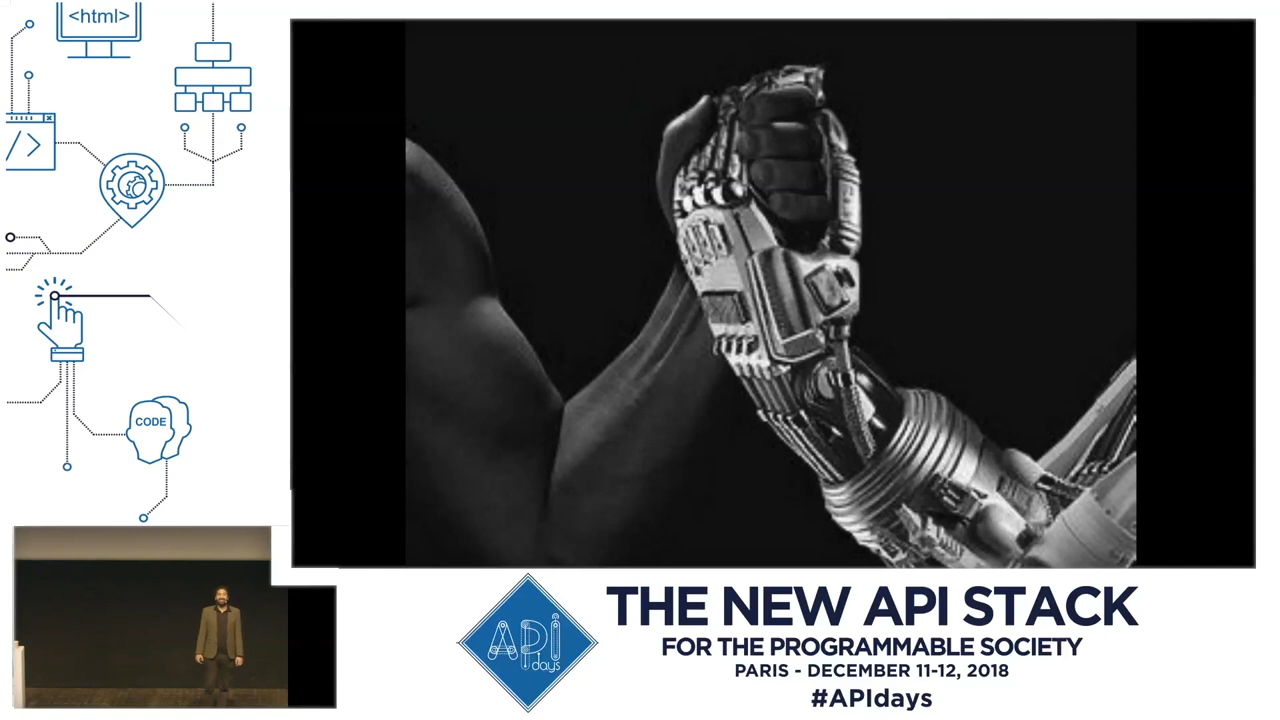 <html>
/>
CODE
API
days
THE NEW API STACK
FOR THE PROGRAMMABLE SOCIETY
PARIS - DECEMBER 11-12, 2018
#APIdays